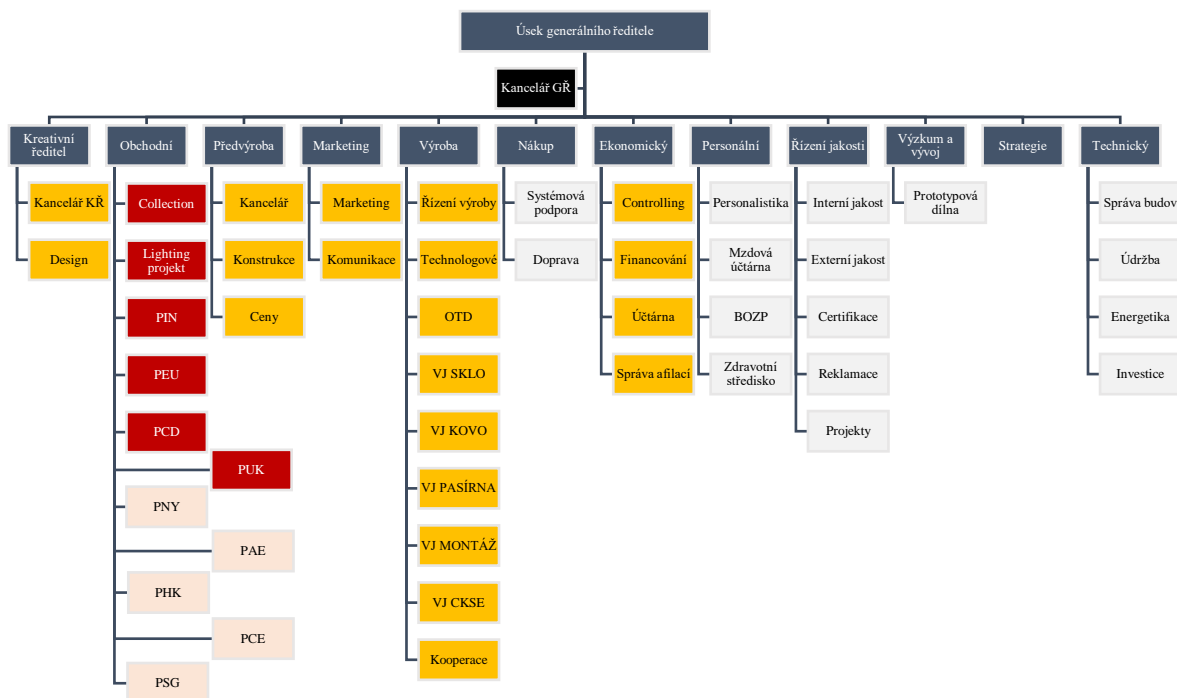 Úsek generálního ředitele
Kancelář GŘ
Kreativní
ředitel
Obchodní
Předvýroba
Marketing
Výroba
Nákup
Ekonomický
Personální
Řízení jakosti
Výzkum a
vývoj
Strategie
Technický
Kancelář KŘ
Design
Collection
Lighting
projekt
PIN
PEU
PCD
PUK
PNY
PAE
PHK
PCE
PSG
Kancelář
Konstrukce
Ceny
Marketing
Komunikace
Řízení výroby
Technologové
OTD
VJ SKLO
VJ KOVO
VJ PASÍRNA
VJ MONTÁŽ
VJ CKSE
Kooperace
Systémová
podpora
Doprava
Controlling
Financování
Účtárna
Správa afilací
Personalistika
Mzdová
účtárna
BOZP
Zdravotní
středisko
Interní jakost
Externí jakost
Certifikace
Reklamace
Projekty
Prototypová
dílna
Správa budov
Údržba
Energetika
Investice